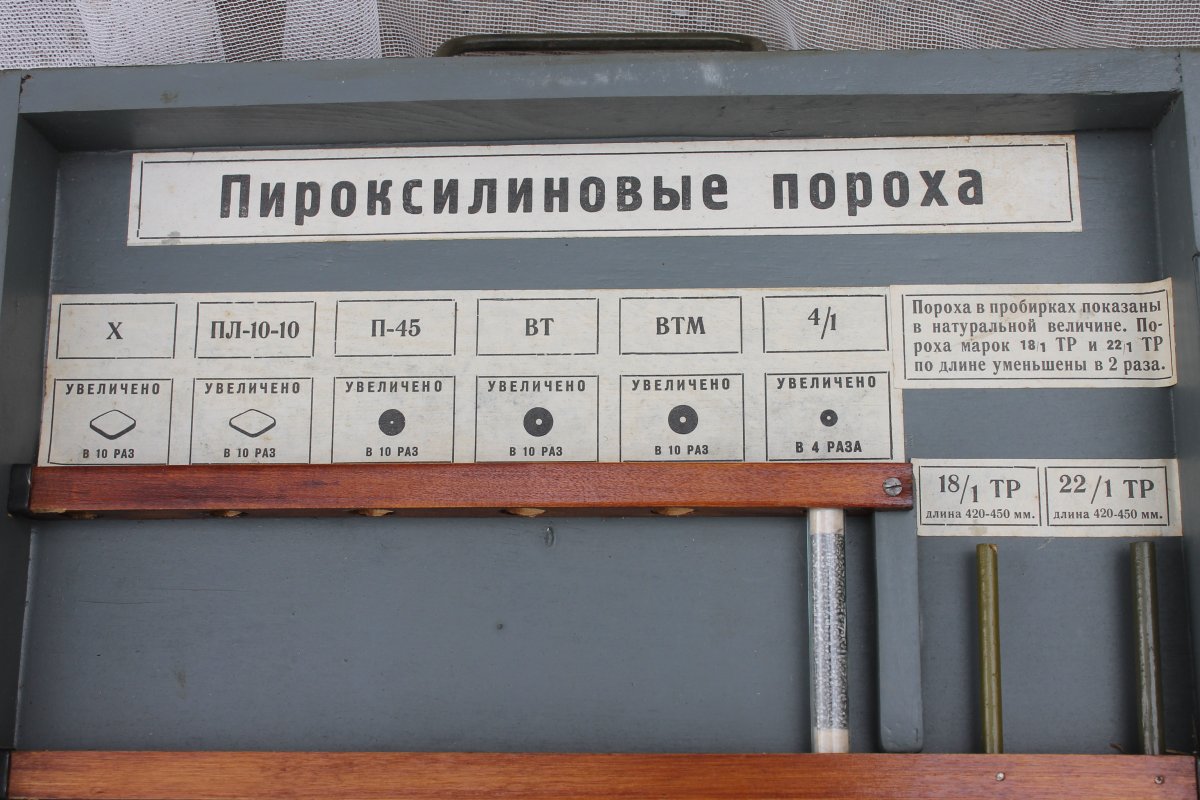 Пироксилиновые пороха
Х
ПЛ-10-10
П-45
ВТ
ВТМ
4/1
Пороха в пробирках показаны
в натуральной величине. По-
роха марок 18/1 ТР и 22/1 ТР
по длине уменьшены в 2 раза.
УВЕЛИЧЕНО
В 10 РАЗ
УВЕЛИЧЕНО
В 10 РАЗ
УВЕЛИЧЕНО
В 10 РАЗ
УВЕЛИЧЕНО
В 10 РАЗ
УВЕЛИЧЕНО
В 10 РАЗ
УВЕЛИЧЕНО
В 4 РАЗА
18/1 ТР
длина 420-450 мм.
22/1 ТР
длина 420-450 мм.